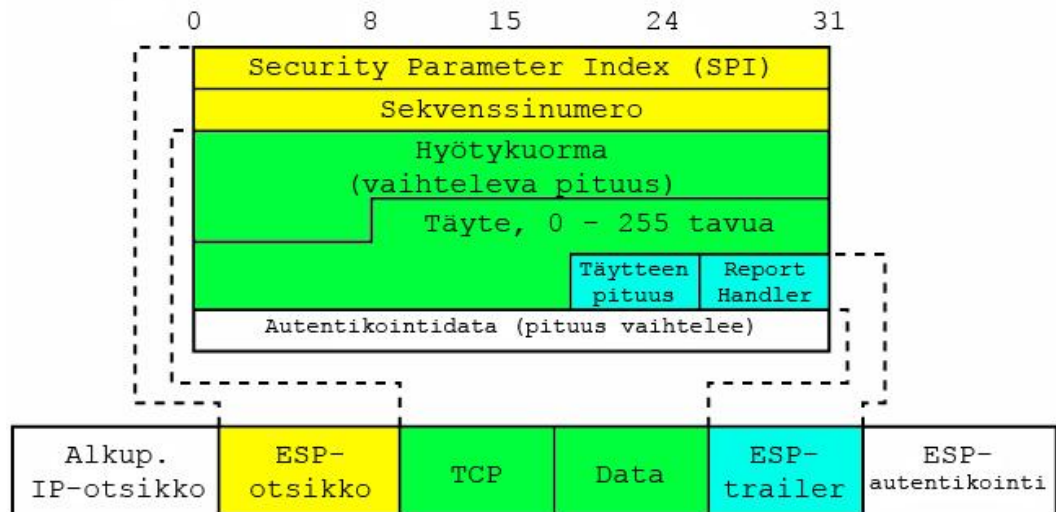 0 8 15 24 31
Security Parameter Index (SPI)
Sekvenssinumero
Hyötykuorma
(vaihteleva pituus)
Täyte, 0 - 255 tavua
Täytteen
pituus
Report
Handler
Autentikointidata (pituus vaihtelee)
Alkup.
IP-otsikko
ESP-
otsikko
TCP
Data
ESP-
trailer
ESP-
autentikointi